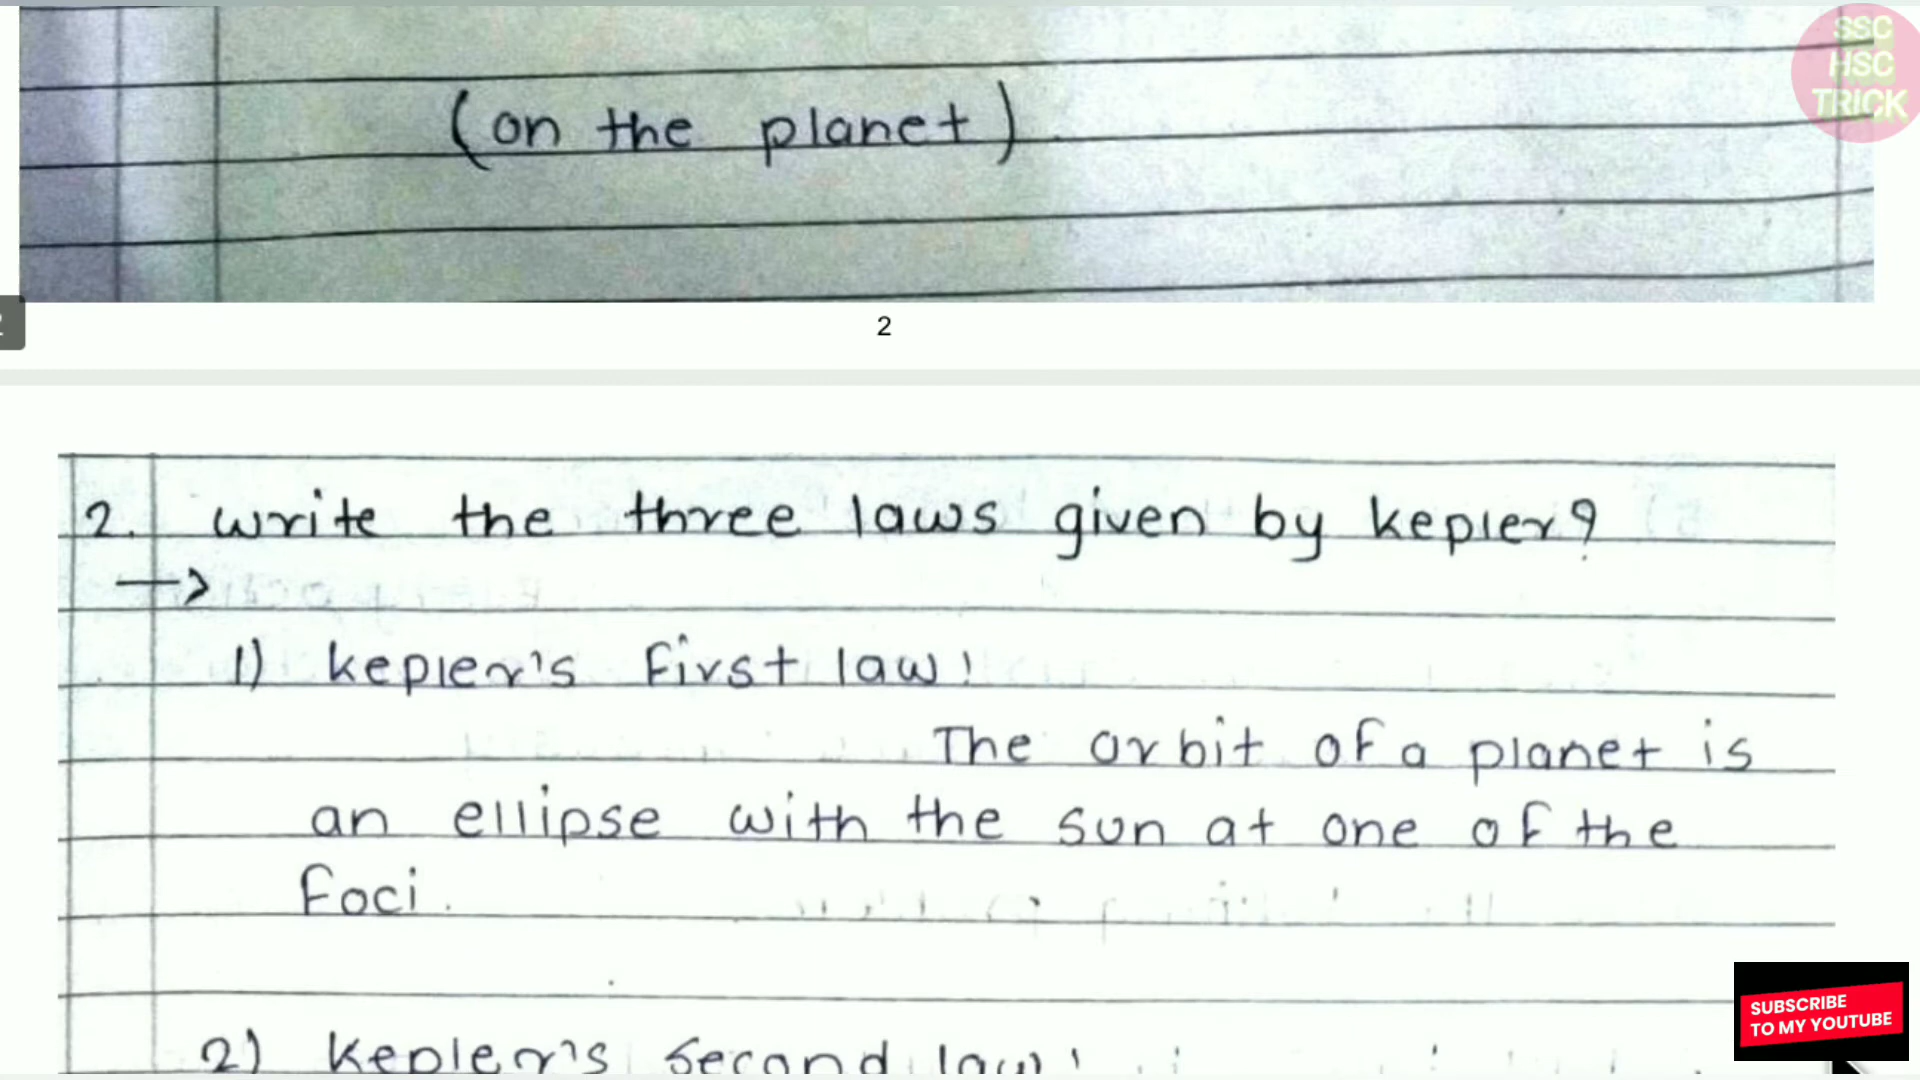 SSC
HSC
TRICK
(on the planet)
2
2. write the three laws given by kepler?
→
1) kepler's first law:
The orbit of a planet is
an ellipse with the sun at one of the
foci.
2) kepler's second law:
SUBSCRIBE
TO MY YOUTUBE